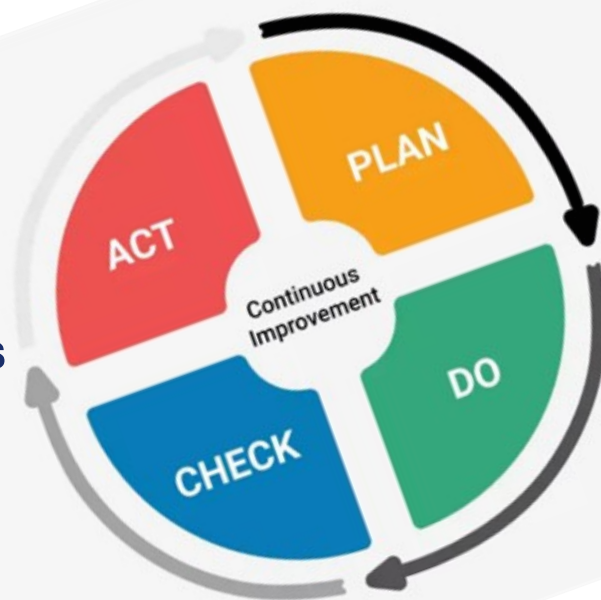 PLAN
ACT
Continuous
Improvement
DO
CHECK
s